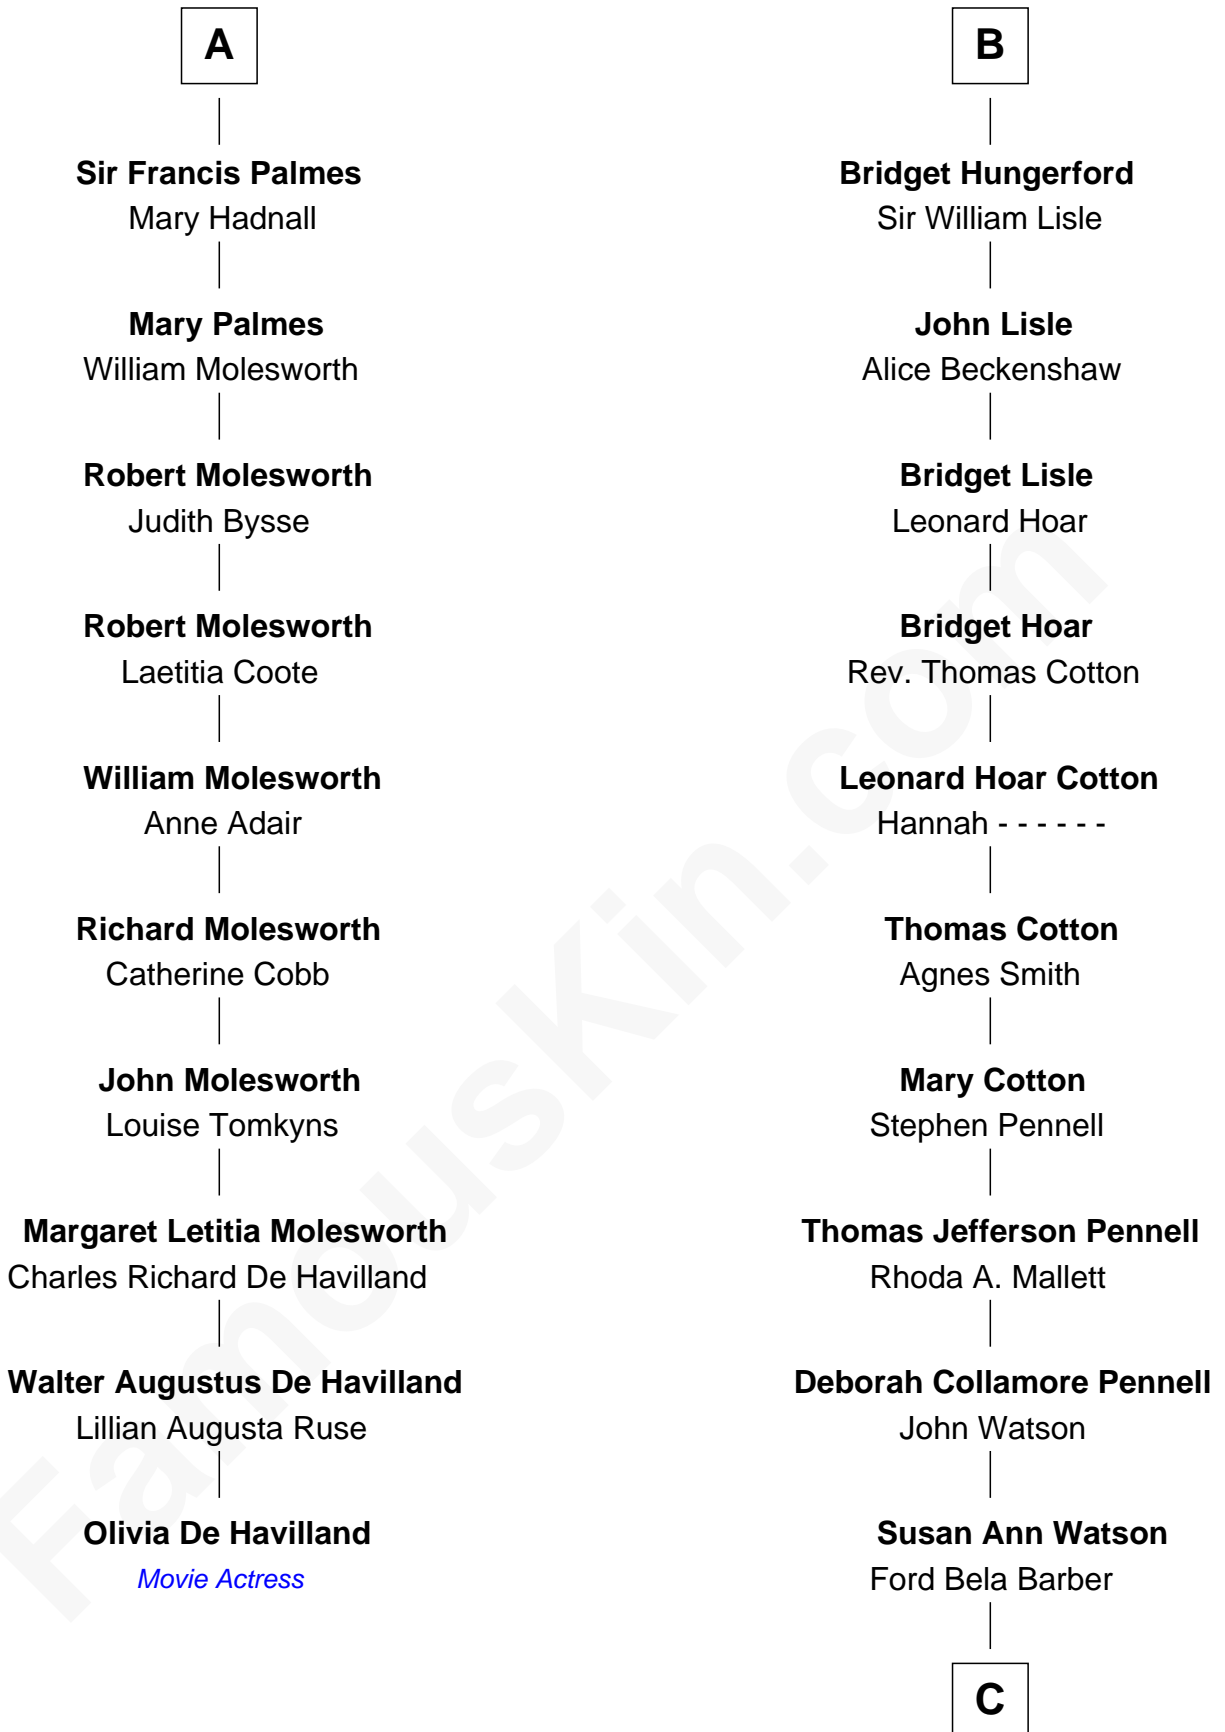 A
Sir Francis Palmes
Mary Hadnall
Mary Palmes
William Molesworth
Robert Molesworth
Judith Bysse
Robert Molesworth
Laetitia Coote
William Molesworth
Anne Adair
Richard Molesworth
Catherine Cobb
John Molesworth
Louise Tomkyns
Margaret Letitia Molesworth
Charles Richard De Havilland
Walter Augustus De Havilland
Lillian Augusta Ruse
Olivia De Havilland
Movie Actress
B
Bridget Hungerford
Sir William Lisle
John Lisle
Alice Beckenshaw
Bridget Lisle
Leonard Hoar
Bridget Hoar
Rev. Thomas Cotton
Leonard Hoar Cotton
Hannah - - - - - -
Thomas Cotton
Agnes Smith
Mary Cotton
Stephen Pennell
Thomas Jefferson Pennell
Rhoda A. Mallett
Deborah Collamore Pennell
John Watson
Susan Ann Watson
Ford Bela Barber
C
FamousKin.com